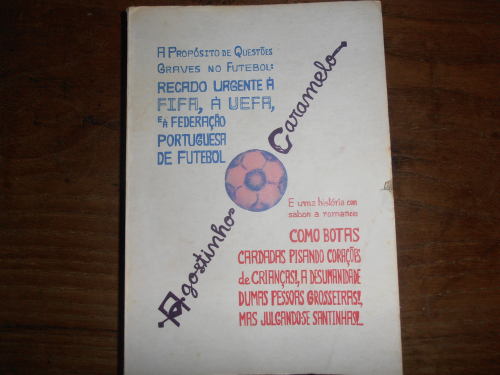 A PROPÓSITO DE QUESTÕES
GRAVES NO FUTEBOL:
RECADO URGENTE À
FIFA, À UEFA,
E À FEDERAÇÃO
PORTUGUESA
DE FUTEBOL
Agostinho Caramelo
E uma história com
sabor a romance:
COMO BOTAS
CARDADAS PISANDO CORAÇÕES
de CRIANÇAS!, A DESUMANIDADE
DUMAS PESSOAS GROSSEIRAS!,
MAS JULGANDO-SE SANTINHAS!...